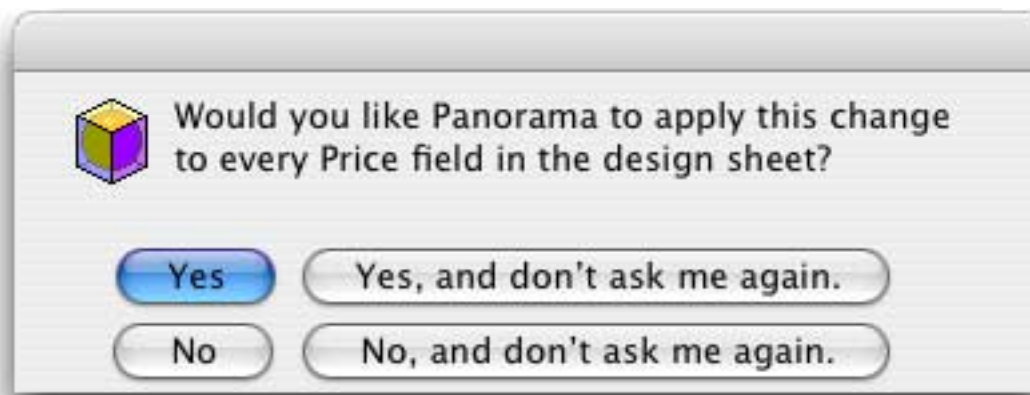 Would you like Panorama to apply this change
to every Price field in the design sheet?
Yes
Yes, and don't ask me again.
No
No, and don't ask me again.